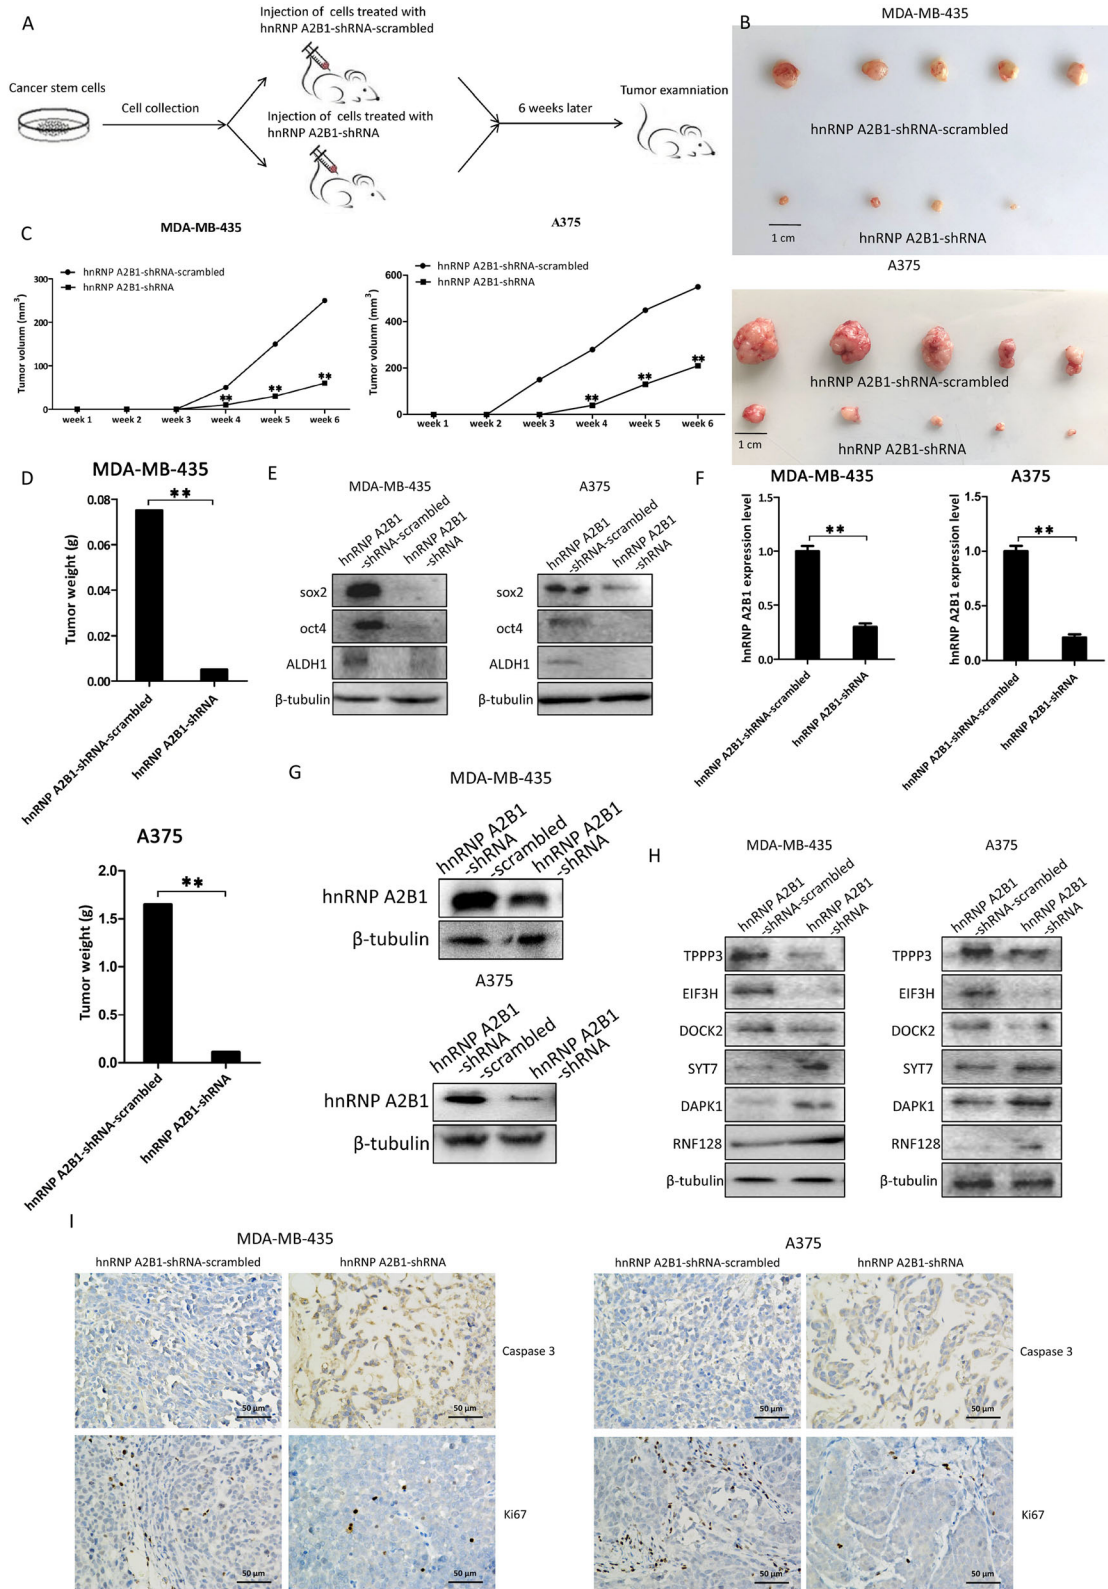 A
Injection of cells treated with
hnRNP A2B1-shRNA-scrambled
Cancer stem cells
Cell collection
Injection of cells treated with
hnRNP A2B1-shRNA
6 weeks later
Tumor examniation
B
MDA-MB-435
hnRNP A2B1-shRNA-scrambled
1 cm
hnRNP A2B1-shRNA
A375
hnRNP A2B1-shRNA-scrambled
1 cm
hnRNP A2B1-shRNA
C
MDA-MB-435
hnRNP A2B1-shRNA-scrambled
hnRNP A2B1-shRNA
Tumor volunm (mm3)
300
200
100
0
** ** **
week 1 week 2 week 3 week 4 week 5 week 6
A375
hnRNP A2B1-shRNA-scrambled
hnRNP A2B1-shRNA
Tumor volunm (mm3)
600
400
200
0
** ** **
week 1 week 2 week 3 week 4 week 5 week 6
D
MDA-MB-435
Tumor weight (g)
0.08
0.06
0.04
0.02
0.00
**
hnRNP A2B1-shRNA-scrambled
hnRNP A2B1-shRNA
A375
Tumor weight (g)
2.0
1.5
1.0
0.5
0.0
**
hnRNP A2B1-shRNA-scrambled
hnRNP A2B1-shRNA
E
MDA-MB-435
hnRNP A2B1
-shRNA-scrambled
hnRNP A2B1
-shRNA
sox2
oct4
ALDH1
β-tubulin
A375
hnRNP A2B1
-shRNA-scrambled
hnRNP A2B1
-shRNA
sox2
oct4
ALDH1
β-tubulin
F
MDA-MB-435
hnRNP A2B1 expression level
1.5
1.0
0.5
0.0
**
hnRNP A2B1-shRNA-scrambled
hnRNP A2B1-shRNA
A375
hnRNP A2B1 expression level
1.5
1.0
0.5
0.0
**
hnRNP A2B1-shRNA-scrambled
hnRNP A2B1-shRNA
G
MDA-MB-435
hnRNP A2B1
-shRNA
-scrambled
hnRNP A2B1
-shRNA
hnRNP A2B1
β-tubulin
A375
hnRNP A2B1
-shRNA
-scrambled
hnRNP A2B1
-shRNA
hnRNP A2B1
β-tubulin
H
MDA-MB-435
hnRNP A2B1
-shRNA-scrambled
hnRNP A2B1
-shRNA
TPPP3
EIF3H
DOCK2
SYT7
DAPK1
RNF128
β-tubulin
A375
hnRNP A2B1
-shRNA-scrambled
hnRNP A2B1
-shRNA
TPPP3
EIF3H
DOCK2
SYT7
DAPK1
RNF128
β-tubulin
I
MDA-MB-435
hnRNP A2B1-shRNA-scrambled
hnRNP A2B1-shRNA
50 μm
50 μm
Caspase 3
50 μm
50 μm
Ki67
A375
hnRNP A2B1-shRNA-scrambled
hnRNP A2B1-shRNA
50 μm
50 μm
Caspase 3
50 μm
50 μm
Ki67